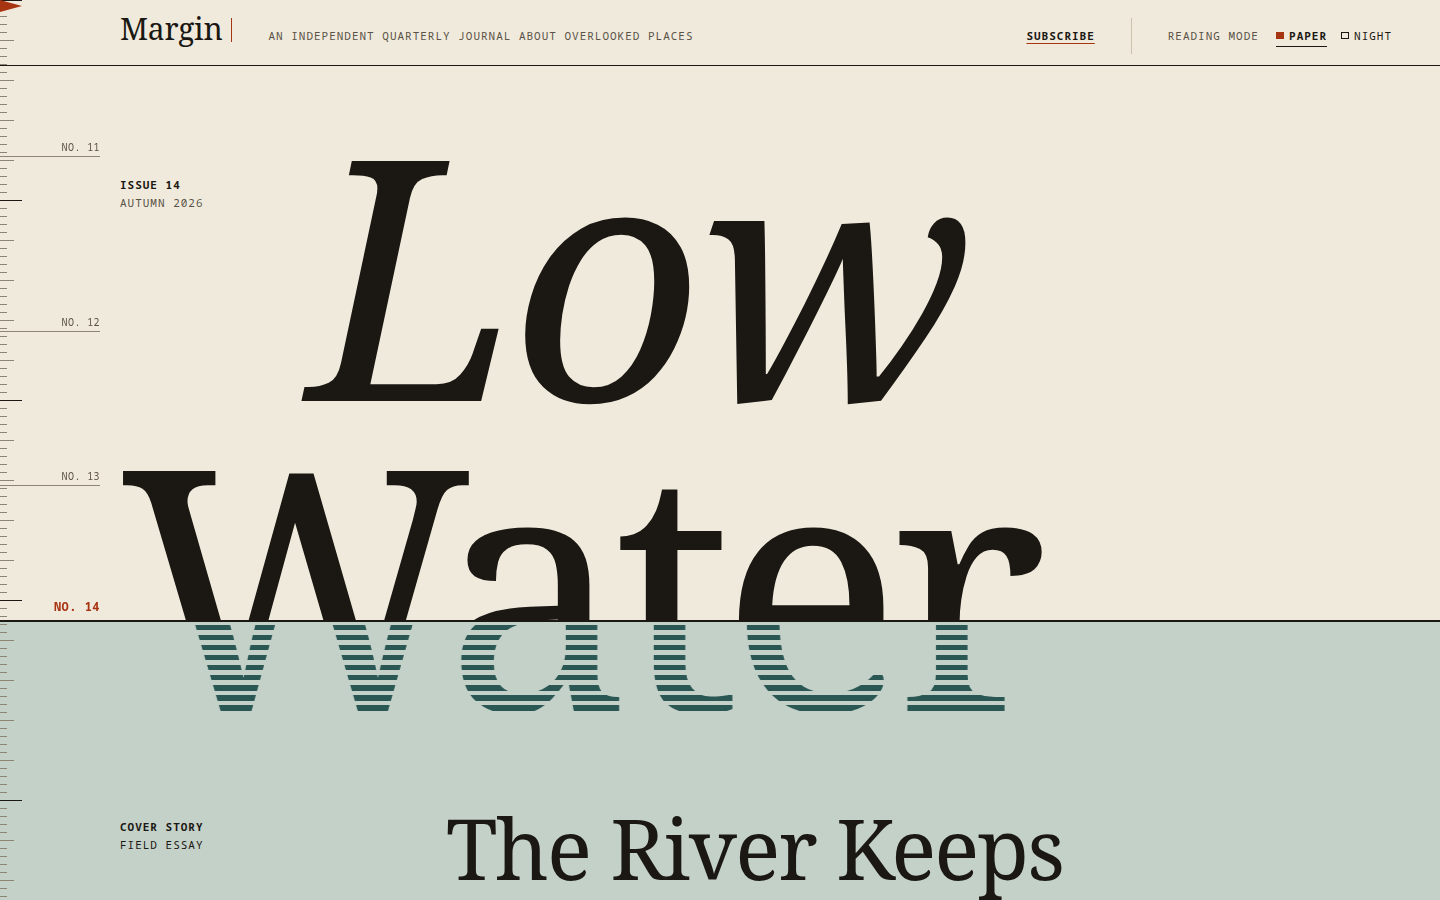 Margin
AN INDEPENDENT QUARTERLY JOURNAL ABOUT OVERLOOKED PLACES
SUBSCRIBE
READING MODE
PAPER
NIGHT
NO. 11
ISSUE 14
AUTUMN 2026
Low
NO. 12
NO. 13
Water
NO. 14
COVER STORY
FIELD ESSAY
The River Keeps